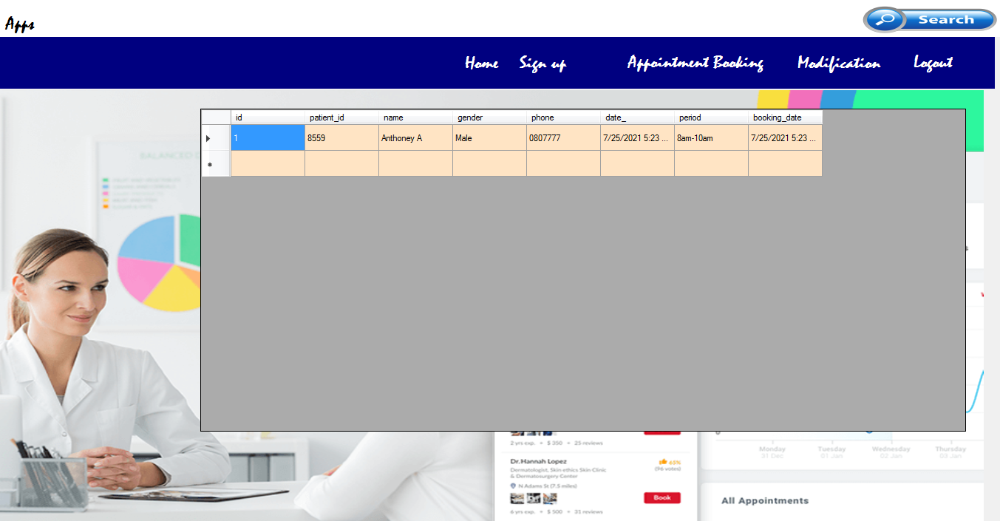 Apps
Search
Home Sign up Appointment Booking Modification Logout
id patient_id name gender phone date_ period booking_date
1 8559 Anthoney A Male 0807777 7/25/2021 5:23 ... 8am-10am 7/25/2021 5:23 ...
2 yrs exp. • $ 350 • 25 reviews
Dr.Hannah Lopez 65%
Dermatologist, Skin ethics Skin Clinic (96 votes)
& Dermatosurgery Center
N Adams St (7.5 miles)
Book
6 yrs exp. • $ 500 • 31 reviews
0
Monday Tuesday Wednesday Thursday
31 Dec 01 Jan 02 Jan 03 Jan
All Appointments